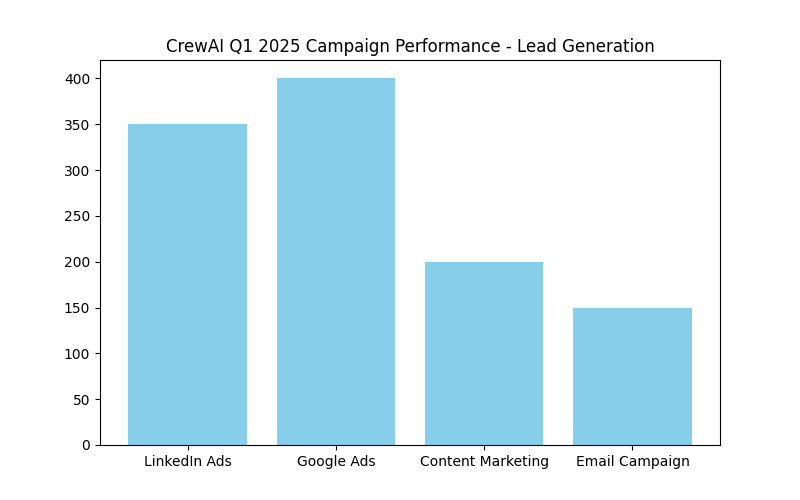 CrewAI Q1 2025 Campaign Performance - Lead Generation
400
350
300
250
200
150
100
50
0
LinkedIn Ads
Google Ads
Content Marketing
Email Campaign